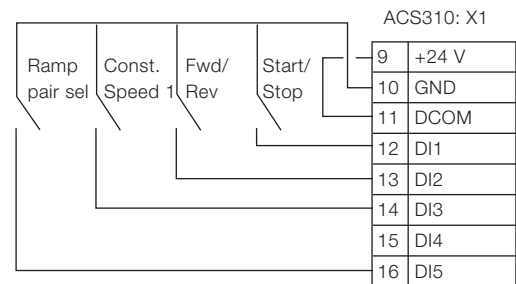 ACS310: X1
Ramp
pair sel
Const.
Speed 1
Fwd/
Rev
Start/
Stop
9 +24 V
10 GND
11 DCOM
12 DI1
13 DI2
14 DI3
15 DI4
16 DI5